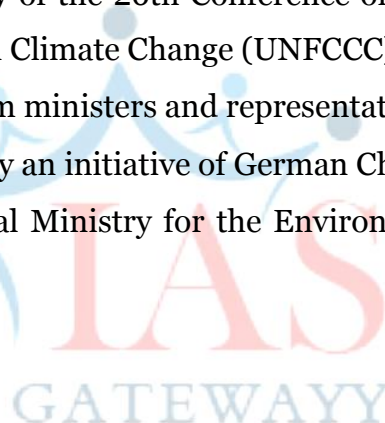 y of the 26th Conference of
Climate Change (UNFCCC)
m ministers and representat
y an initiative of German Ch
al Ministry for the Environ
IAS
GATEWAYY